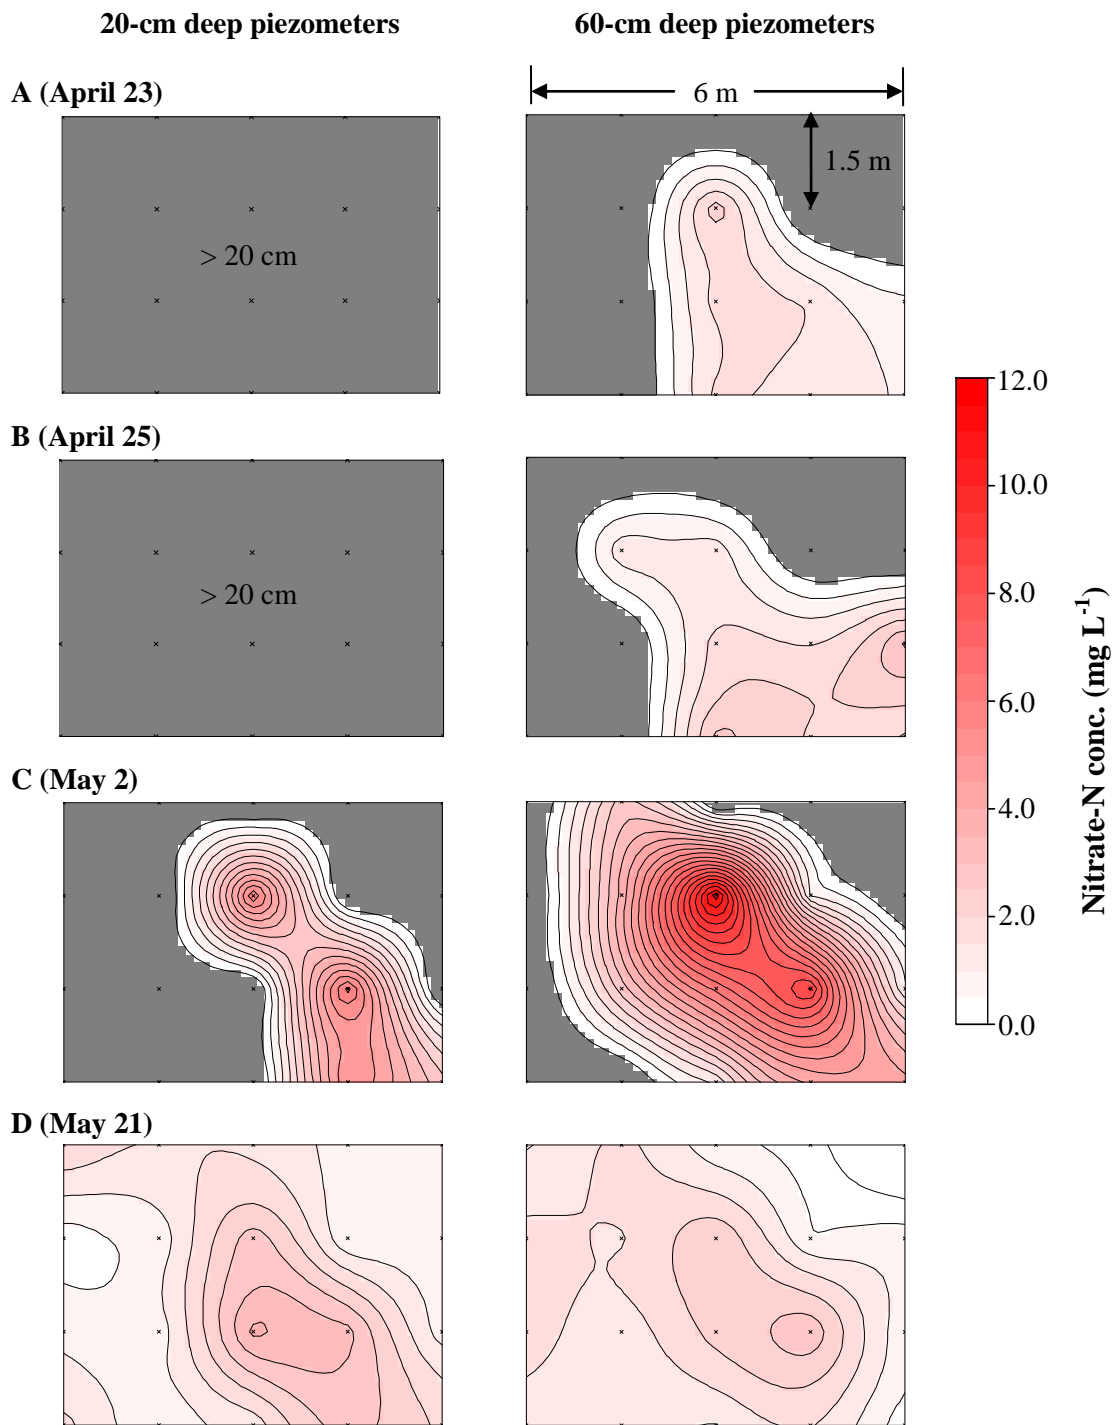 20-cm deep piezometers
60-cm deep piezometers
A (April 23)
6 m
1.5 m
> 20 cm
B (April 25)
> 20 cm
C (May 2)
D (May 21)
12.0
10.0
8.0
6.0
4.0
2.0
0.0
Nitrate-N conc. (mg L-1)